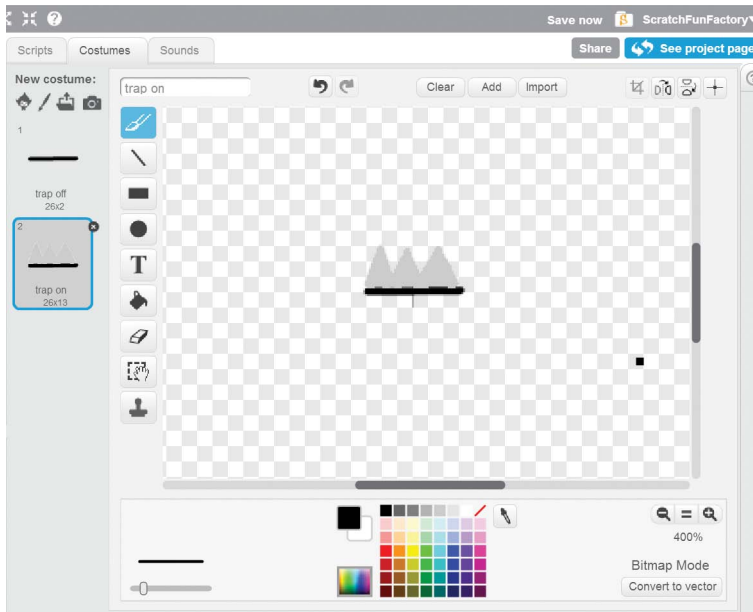 Save now
ScratchFunFactory
Scripts
Costumes
Sounds
Share
See project page
New costume:
trap on
Clear
Add
Import
1
trap off
26x2
2
trap on
26x13
T
400%
Bitmap Mode
Convert to vector